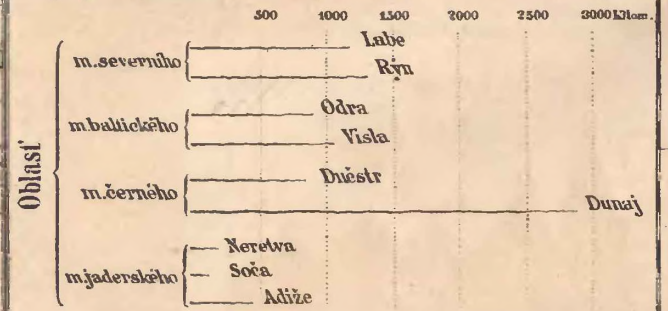 500 1000 1500 2000 2500 3000 Kilom.
Oblasť
m. severního
Labe
Rýn
m. baltického
Odra
Visla
m. černého
Dněstr
Dunaj
m. jaderského
Neretva
Soča
Adiže